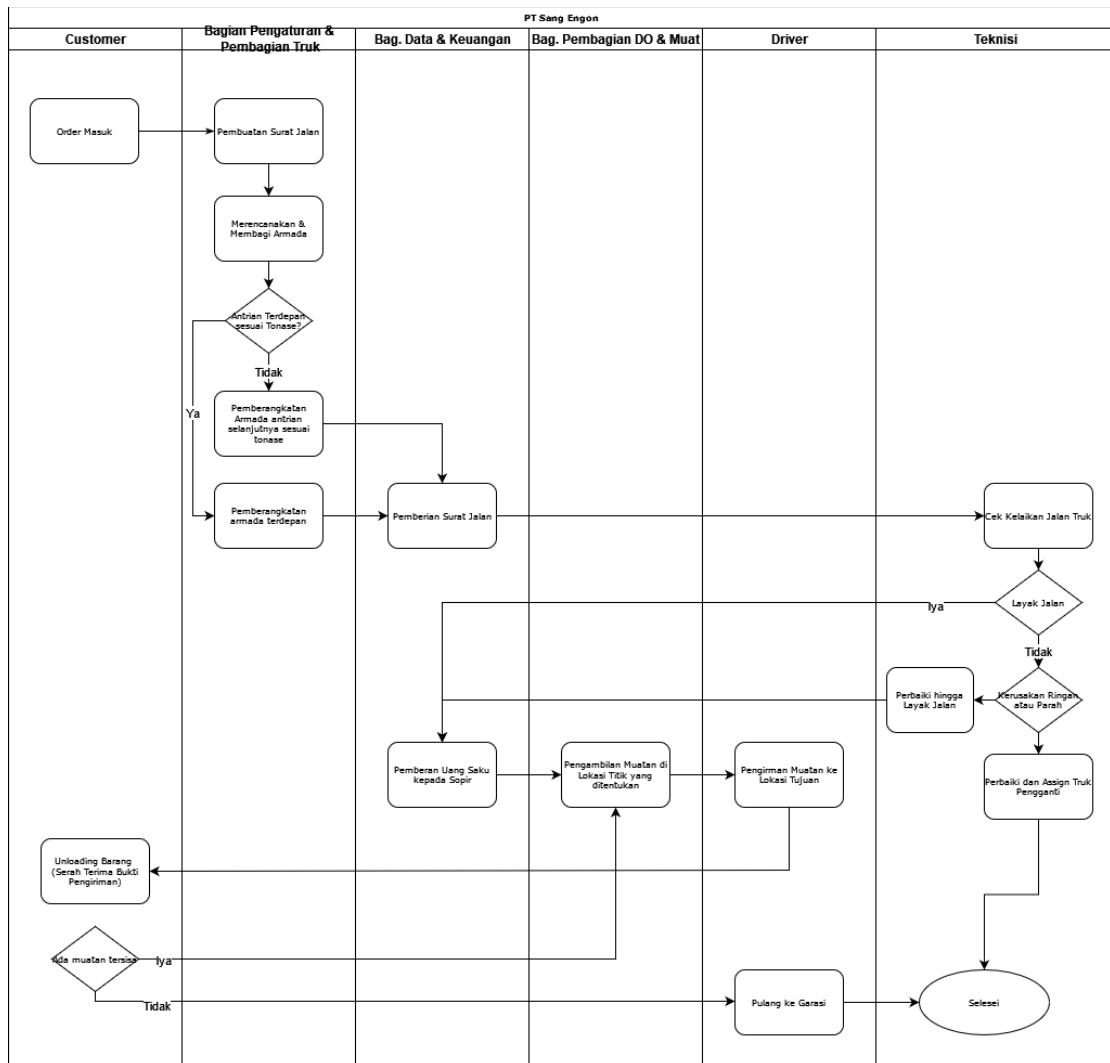 PT Sang Engon
Customer
Bagian Pengaturan &
Pembagian Truk
Bag. Data & Keuangan
Bag. Pembagian DO & Muat
Driver
Teknisi
Order Masuk
Pembuatan Surat Jalan
Merencanakan &
Membagi Armada
Antrian Terdepan
sesuai Tonase?
Tidak
Ya
Pemberangkatan
Armada antrian
selanjutnya sesuai
tonase
Pemberangkatan
armada terdepan
Pemberian Surat Jalan
Cek Kelaikan Jalan Truk
Layak Jalan
Iya
Tidak
Kerusakan Ringan
atau Parah
Perbaiki hingga
Layak Jalan
Pemberan Uang Saku
kepada Sopir
Pengambilan Muatan di
Lokasi Titik yang
ditentukan
Pengirman Muatan ke
Lokasi Tujuan
Perbaiki dan Assign Truk
Pengganti
Unloading Barang
(Serah Terima Bukti
Pengiriman)
Ada muatan tersisa
Iya
Tidak
Pulang ke Garasi
Selesei